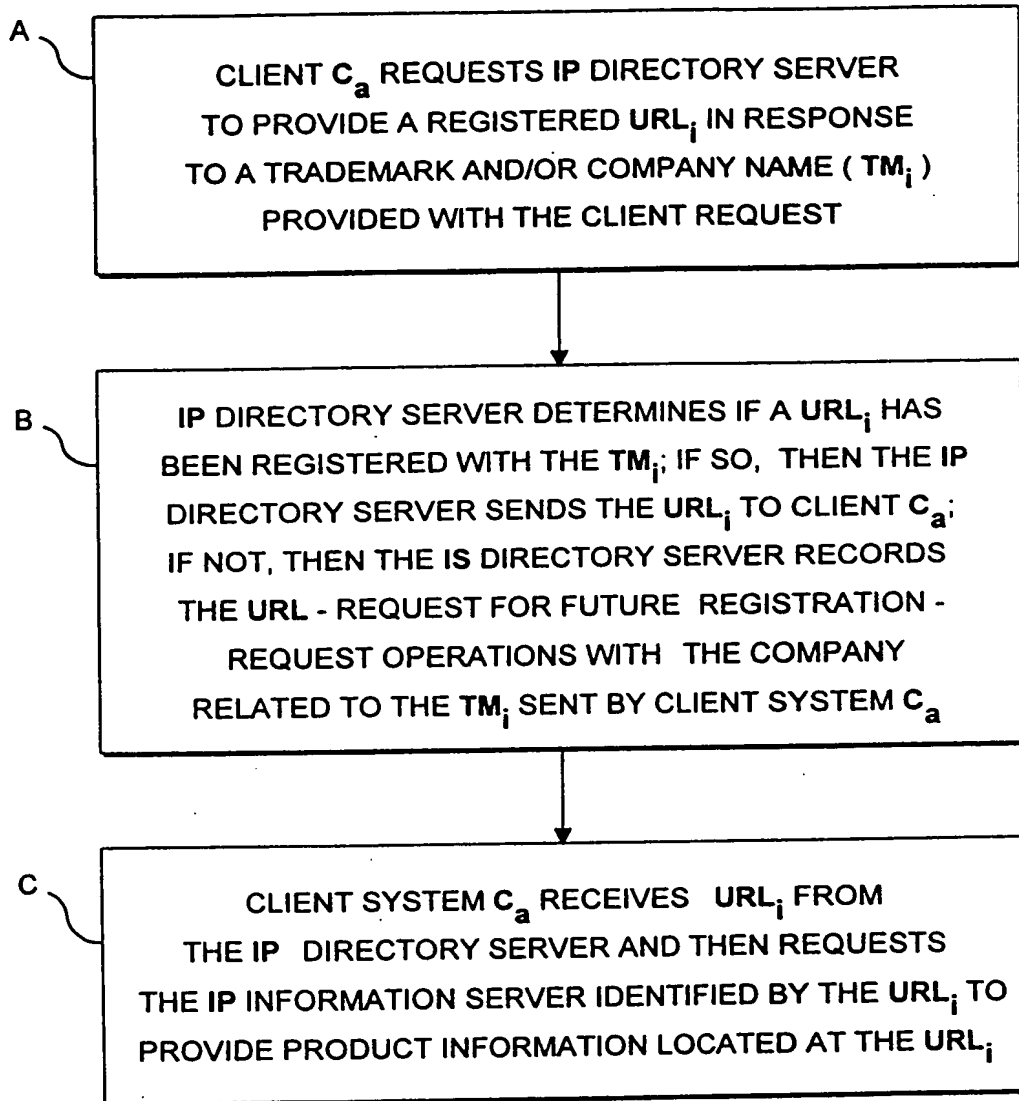 A
CLIENT Ca REQUESTS IP DIRECTORY SERVER
TO PROVIDE A REGISTERED URLi IN RESPONSE
TO A TRADEMARK AND/OR COMPANY NAME ( TMi )
PROVIDED WITH THE CLIENT REQUEST
B
IP DIRECTORY SERVER DETERMINES IF A URLi HAS
BEEN REGISTERED WITH THE TMi; IF SO, THEN THE IP
DIRECTORY SERVER SENDS THE URLi TO CLIENT Ca;
IF NOT, THEN THE IS DIRECTORY SERVER RECORDS
THE URL - REQUEST FOR FUTURE REGISTRATION -
REQUEST OPERATIONS WITH THE COMPANY
RELATED TO THE TMi SENT BY CLIENT SYSTEM Ca
C
CLIENT SYSTEM Ca RECEIVES URLi FROM
THE IP DIRECTORY SERVER AND THEN REQUESTS
THE IP INFORMATION SERVER IDENTIFIED BY THE URLi TO
PROVIDE PRODUCT INFORMATION LOCATED AT THE URLi